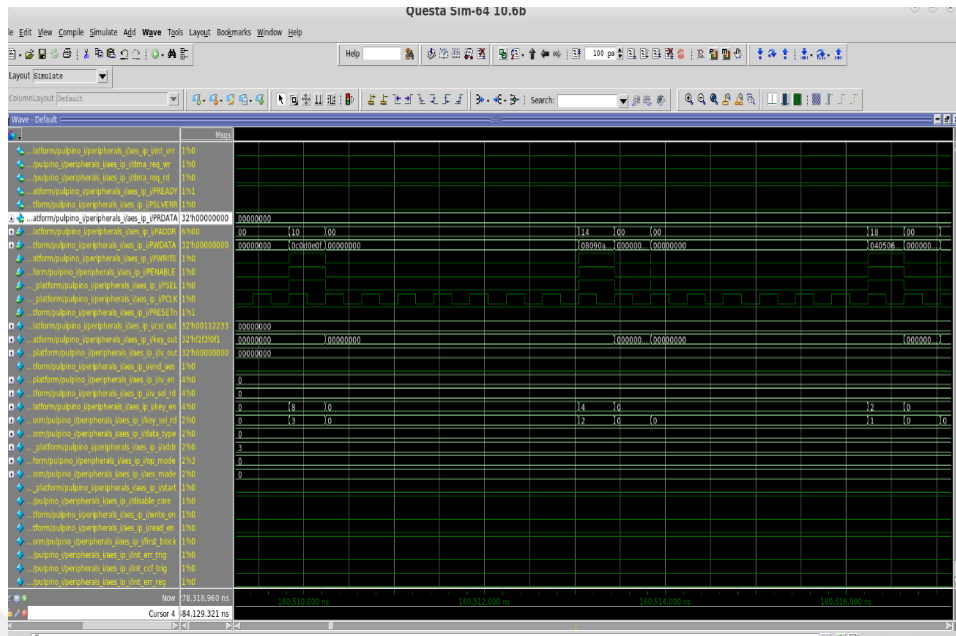 Questa Sim-64 10.6b
le Edit View Compile Simulate Add Wave Tools Layout Bookmarks Window Help
Help 100 ps
Layout Simulate
ColumnLayout Default Search:
Wave - Default
Msgs
...latform/pulpino_i/peripherals_i/aes_ip_i/int_err 1'h0
.../pulpino_i/peripherals_i/aes_ip_i/dma_req_wr 1'h0
.../pulpino_i/peripherals_i/aes_ip_i/dma_req_rd 1'h0
...atform/pulpino_i/peripherals_i/aes_ip_i/PREADY 1'h1
...tform/pulpino_i/peripherals_i/aes_ip_i/PSLVERR 1'h0
...atform/pulpino_i/peripherals_i/aes_ip_i/PRDATA 32'h00000000 00000000
...latform/pulpino_i/peripherals_i/aes_ip_i/PADDR 6'h00 00 10 00 14 00 00 18 00
...tform/pulpino_i/peripherals_i/aes_ip_i/PWDATA 32'h00000000 00000000 0c0d0e0f 00000000 08090a... 000000... 00000000 040506... 000000...
...atform/pulpino_i/peripherals_i/aes_ip_i/PWRITE 1'h0
...form/pulpino_i/peripherals_i/aes_ip_i/PENABLE 1'h0
..._platform/pulpino_i/peripherals_i/aes_ip_i/PSEL 1'h0
..._platform/pulpino_i/peripherals_i/aes_ip_i/PCLK 1'h0
...tform/pulpino_i/peripherals_i/aes_ip_i/PRESETn 1'h1
...latform/pulpino_i/peripherals_i/aes_ip_i/col_out 32'h00112233 00000000
...atform/pulpino_i/peripherals_i/aes_ip_i/key_out 32'hf2f3f0f1 00000000 00000000 000000... 00000000 000000...
...platform/pulpino_i/peripherals_i/aes_ip_i/iv_out 32'h00000000 00000000
...tform/pulpino_i/peripherals_i/aes_ip_i/end_aes 1'h0
..._platform/pulpino_i/peripherals_i/aes_ip_i/iv_en 4'h0 0
...tform/pulpino_i/peripherals_i/aes_ip_i/iv_sel_rd 4'h0 0
...latform/pulpino_i/peripherals_i/aes_ip_i/key_en 4'h0 0 8 0 4 0 2 0
...orm/pulpino_i/peripherals_i/aes_ip_i/key_sel_rd 2'h0 0 3 0 2 0 0 1 0 0
...orm/pulpino_i/peripherals_i/aes_ip_i/data_type 2'h0 0
..._platform/pulpino_i/peripherals_i/aes_ip_i/addr 2'h0 3
...form/pulpino_i/peripherals_i/aes_ip_i/op_mode 2'h3 0
...orm/pulpino_i/peripherals_i/aes_ip_i/aes_mode 2'h0 0
..._platform/pulpino_i/peripherals_i/aes_ip_i/start 1'h0
.../pulpino_i/peripherals_i/aes_ip_i/disable_core 1'h0
...tform/pulpino_i/peripherals_i/aes_ip_i/write_en 1'h0
...tform/pulpino_i/peripherals_i/aes_ip_i/read_en 1'h0
...orm/pulpino_i/peripherals_i/aes_ip_i/first_block 1'h0
.../pulpino_i/peripherals_i/aes_ip_i/int_err_trig 1'h0
.../pulpino_i/peripherals_i/aes_ip_i/int_ccf_trig 1'h0
.../pulpino_i/peripherals_i/aes_ip_i/int_err_reg 1'h0
Now 78,318.960 ns 160,510.000 ns 160,512.000 ns 160,514.000 ns 160,516.000 ns
Cursor 4 84,129.321 ns